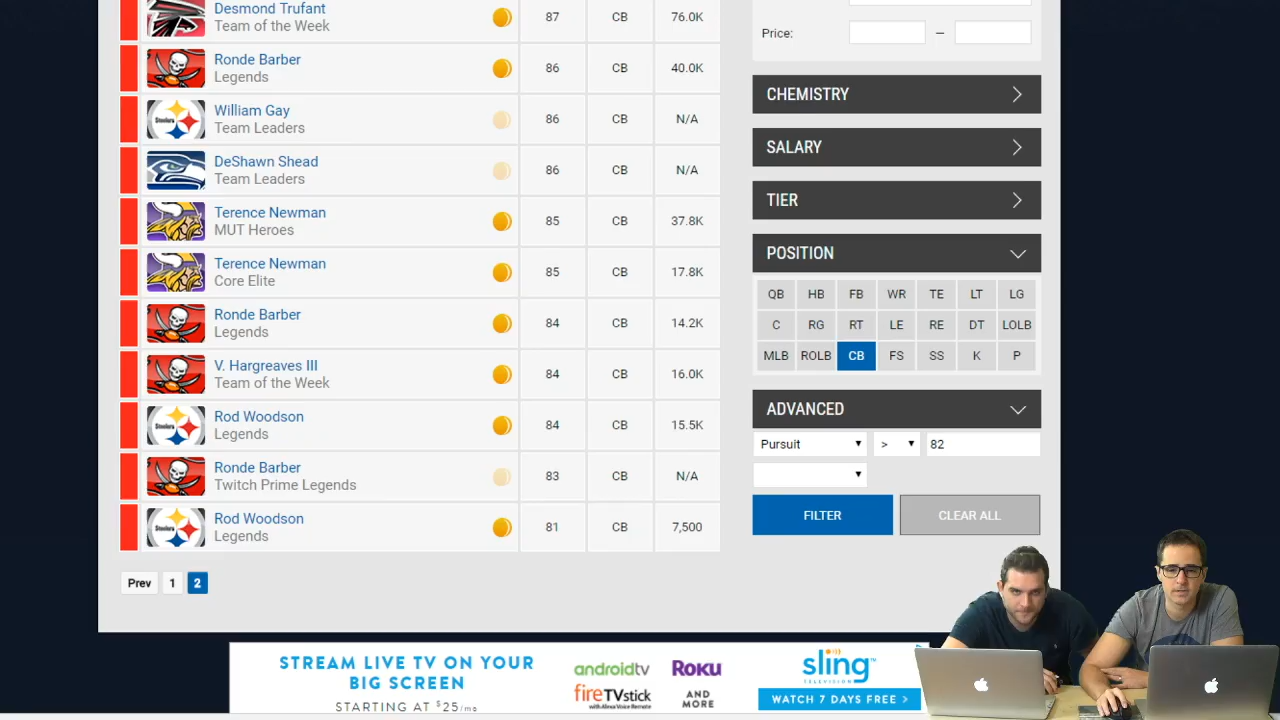 Desmond Trufant
Team of the Week
87 CB 76.0K
Ronde Barber
Legends
86 CB 40.0K
William Gay
Team Leaders
86 CB N/A
DeShawn Shead
Team Leaders
86 CB N/A
Terence Newman
MUT Heroes
85 CB 37.8K
Terence Newman
Core Elite
85 CB 17.8K
Ronde Barber
Legends
84 CB 14.2K
V. Hargreaves III
Team of the Week
84 CB 16.0K
Steelers
Rod Woodson
Legends
84 CB 15.5K
Ronde Barber
Twitch Prime Legends
83 CB N/A
Steelers
Rod Woodson
Legends
81 CB 7,500
Prev 1 2
Price: –
CHEMISTRY
SALARY
TIER
POSITION
QB HB FB WR TE LT LG
C RG RT LE RE DT LOLB
MLB ROLB CB FS SS K P
ADVANCED
Pursuit > 82
FILTER CLEAR ALL
STREAM LIVE TV ON YOUR
BIG SCREEN
STARTING AT $25/mo
androidtv Roku
fireTVstick
with Alexa Voice Remote
AND
MORE
sling
TELEVISION
WATCH 7 DAYS FREE >